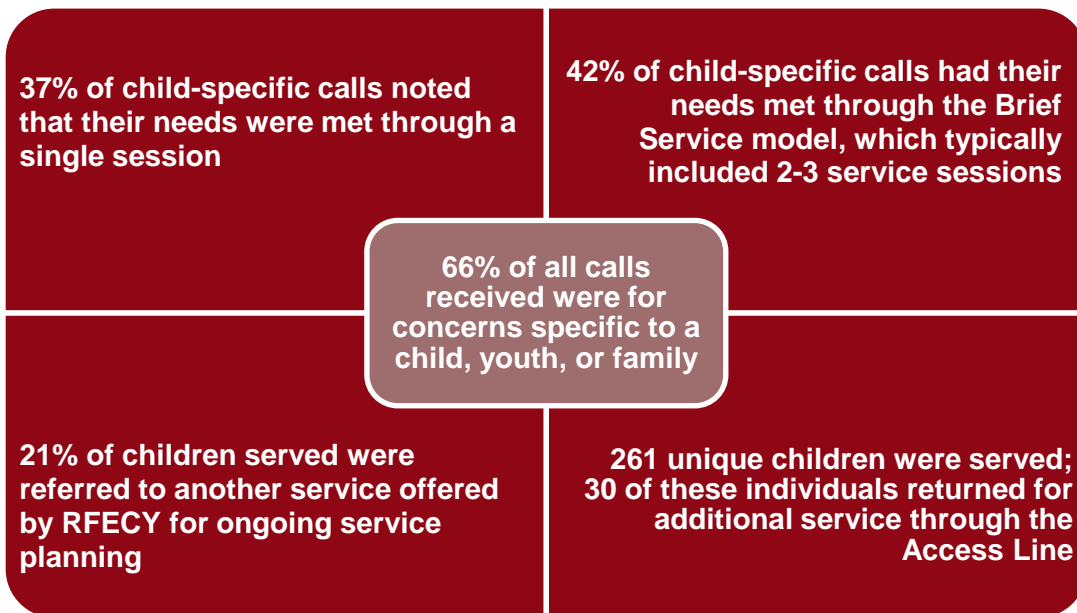 37% of child-specific calls noted
that their needs were met through a
single session
42% of child-specific calls had their
needs met through the Brief
Service model, which typically
included 2-3 service sessions
66% of all calls
received were for
concerns specific to a
child, youth, or family
21% of children served were
referred to another service offered
by RFECY for ongoing service
planning
261 unique children were served;
30 of these individuals returned for
additional service through the
Access Line